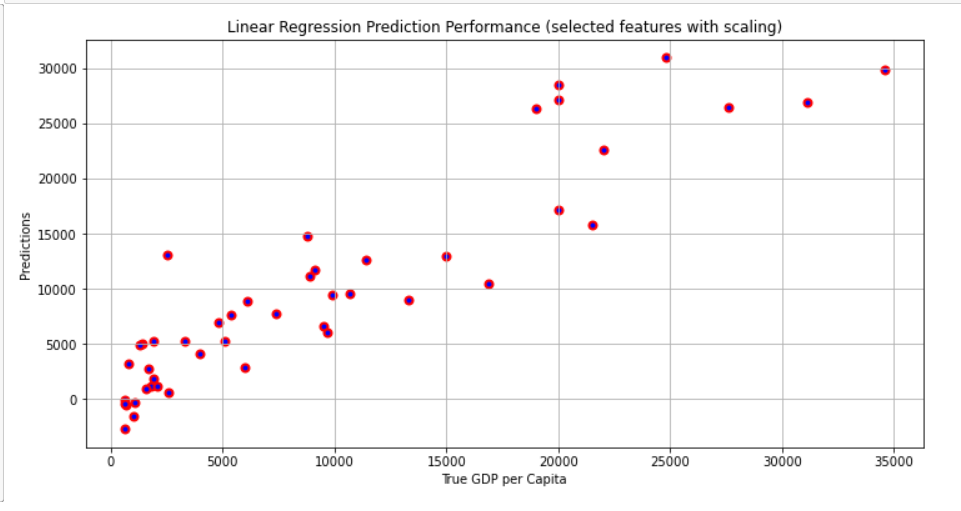 Linear Regression Prediction Performance (selected features with scaling)
30000
25000
20000
15000
10000
5000
0
Predictions
0 5000 10000 15000 20000 25000 30000 35000
True GDP per Capita